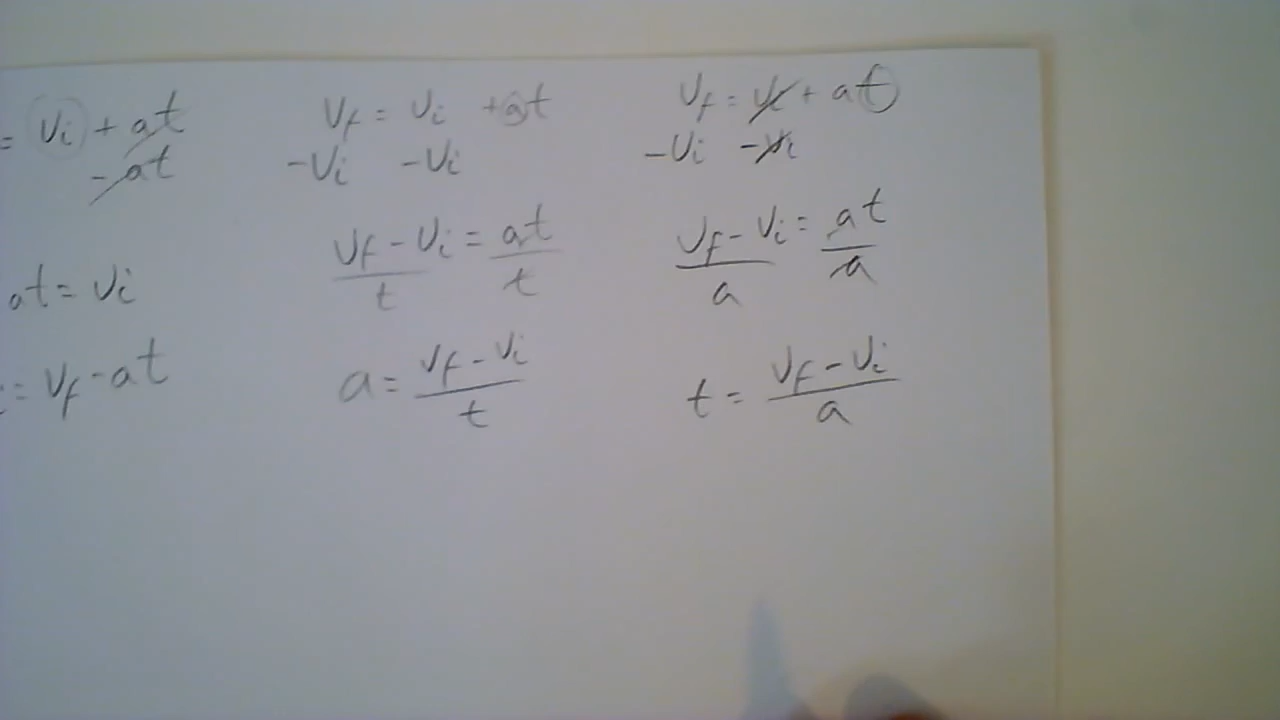 = Vi + at
- at
at = Vi
= Vf - at
Vf = Vi + at
-Vi -Vi
Vf - Vi = at
t t
a = Vf - Vi
t
Vf = Vi + at
-Vi -Vi
Vf - Vi = at
a a
t = Vf - Vi
a